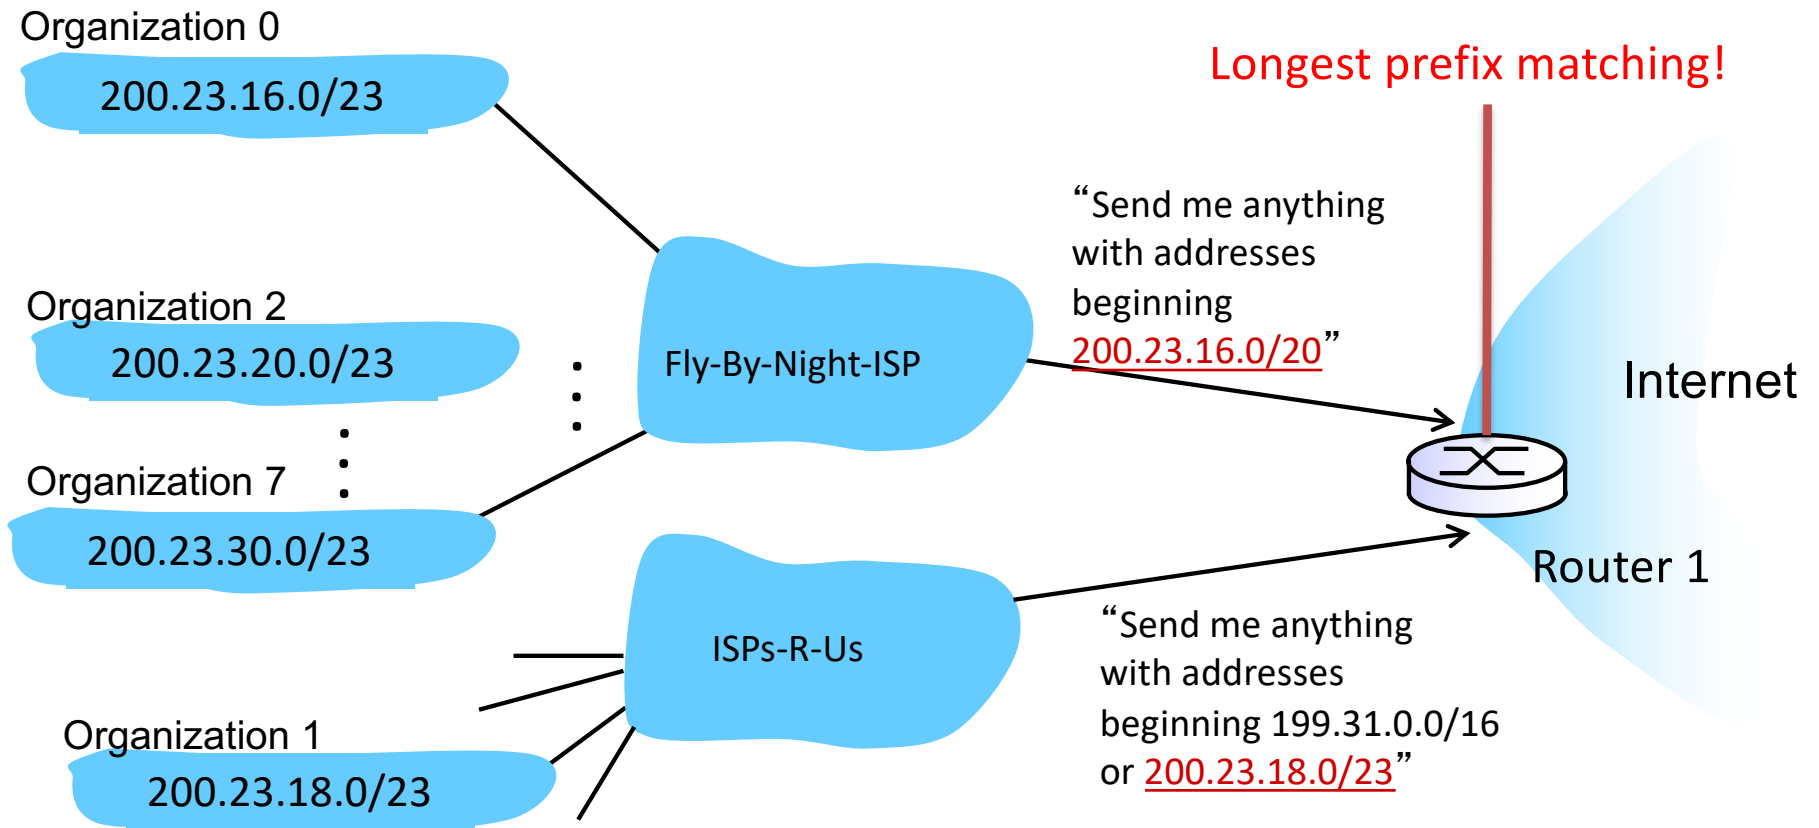 Organization 0
200.23.16.0/23
Organization 2
200.23.20.0/23
Organization 7
200.23.30.0/23
Organization 1
200.23.18.0/23
Fly-By-Night-ISP
ISPs-R-Us
Longest prefix matching!
“Send me anything
with addresses
beginning
200.23.16.0/20”
Internet
Router 1
“Send me anything
with addresses
beginning 199.31.0.0/16
or 200.23.18.0/23”